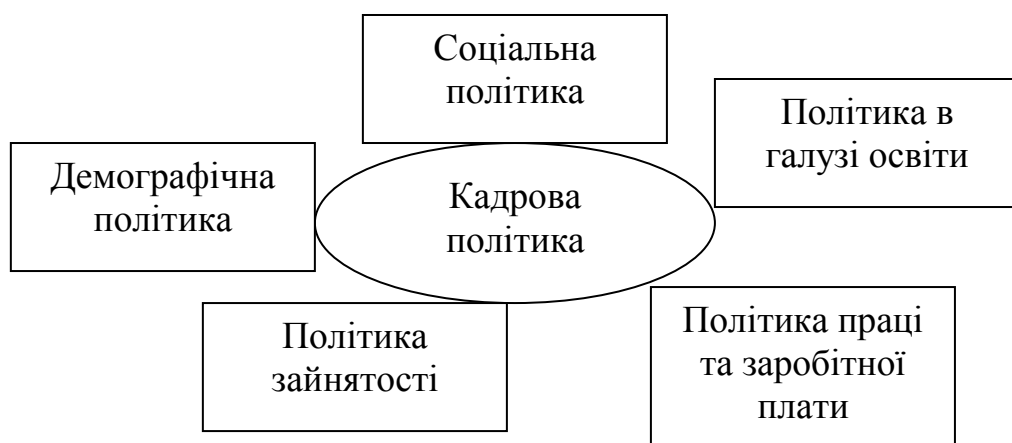 Соціальна
політика
Політика в
галузі освіти
Демографічна
політика
Кадрова
політика
Політика
зайнятості
Політика праці
та заробітної
плати